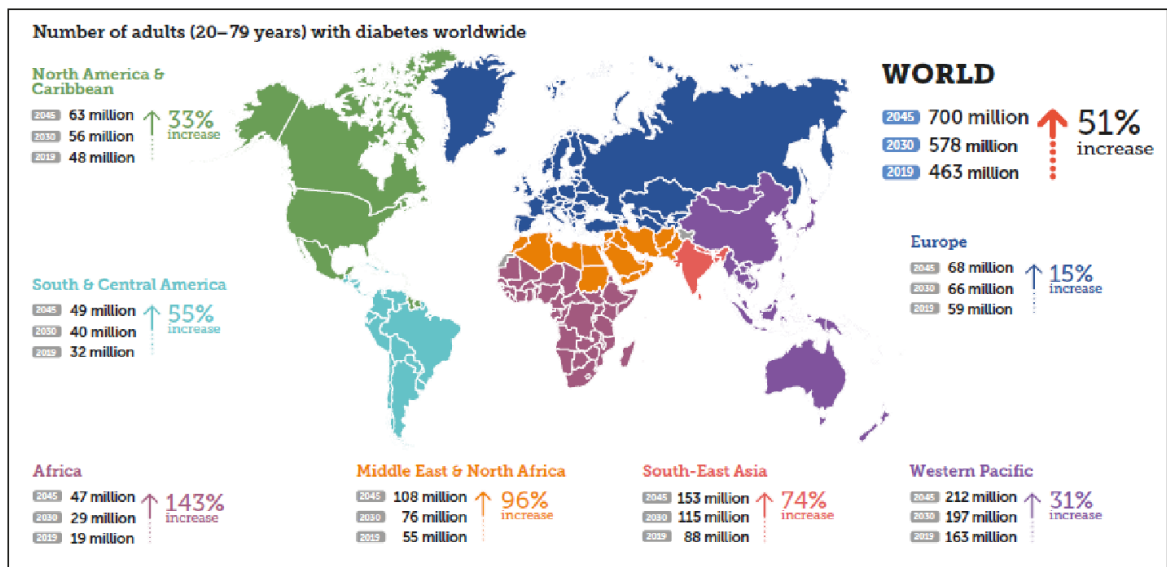 Number of adults (20–79 years) with diabetes worldwide
North America &
Caribbean
2045 63 million
2030 56 million
2019 48 million
33%
increase
WORLD
2045 700 million
2030 578 million
2019 463 million
51%
increase
Europe
2045 68 million
2030 66 million
2019 59 million
15%
increase
South & Central America
2045 49 million
2030 40 million
2019 32 million
55%
increase
Africa
2045 47 million
2030 29 million
2019 19 million
143%
increase
Middle East & North Africa
2045 108 million
2030 76 million
2019 55 million
96%
increase
South-East Asia
2045 153 million
2030 115 million
2019 88 million
74%
increase
Western Pacific
2045 212 million
2030 197 million
2019 163 million
31%
increase